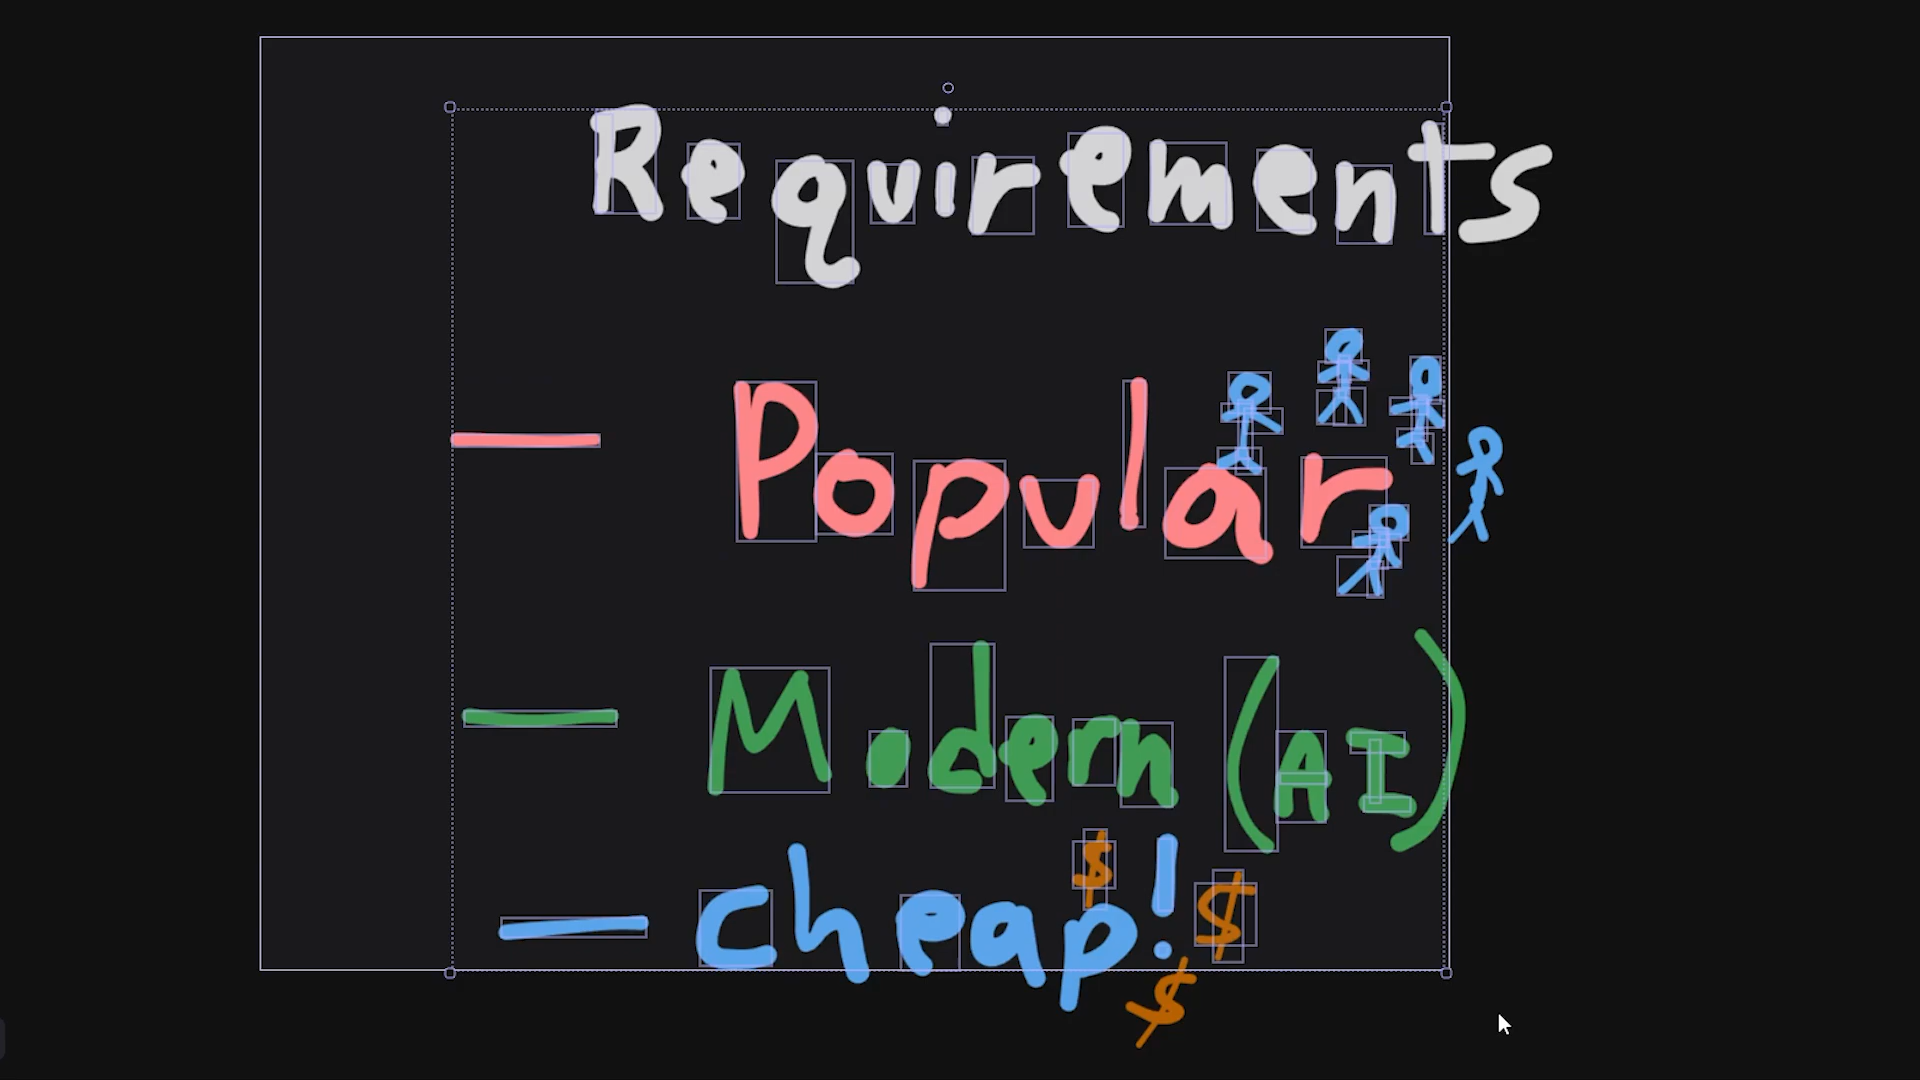 Requirements
— Popular
— Modern (AI)
— cheap! $ $ $